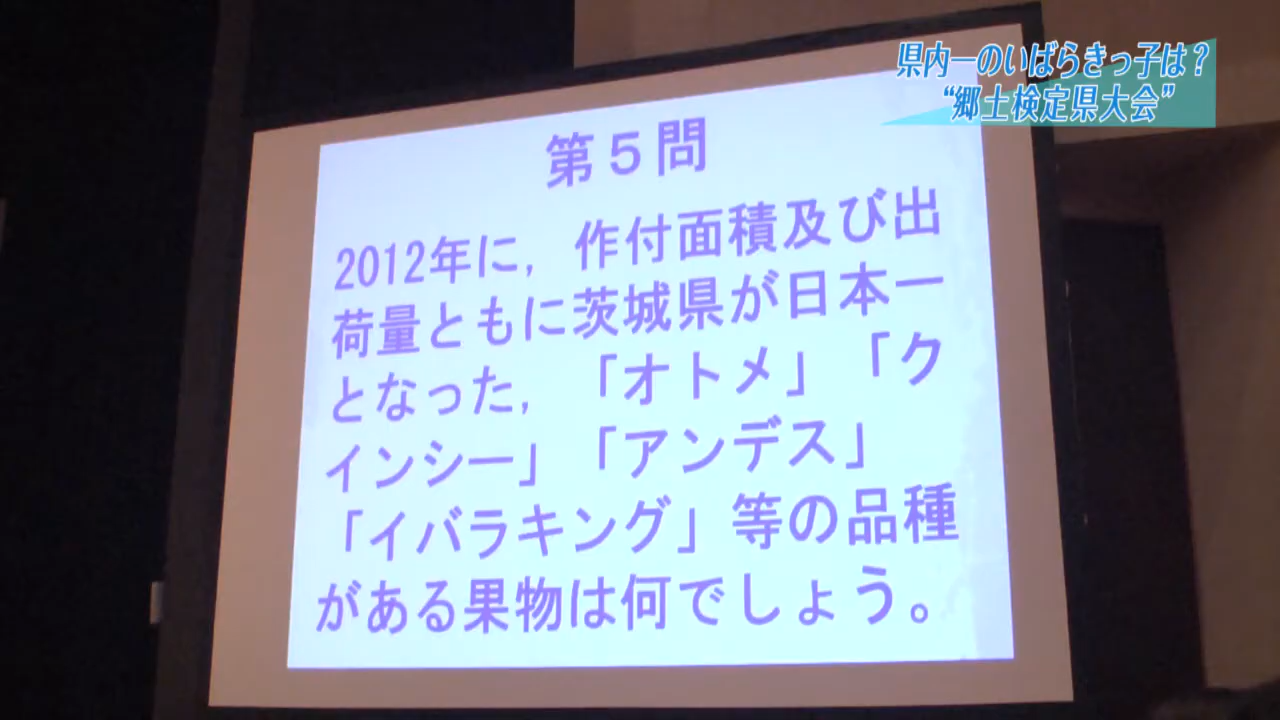 県内一のいばらきっ子は？
“郷土検定県大会”
第５問
2012年に，作付面積及び出
荷量ともに茨城県が日本一
となった，「オトメ」「ク
インシー」「アンデス」
「イバラキング」等の品種
がある果物は何でしょう。